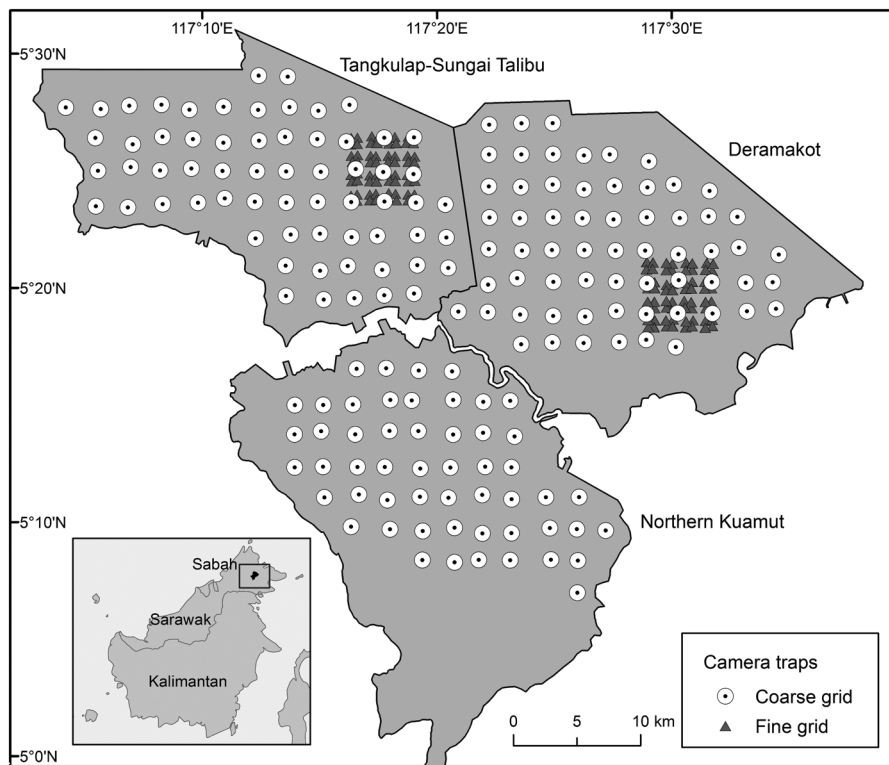 117°10'E 117°20'E 117°30'E
5°30'N
Tangkulap-Sungai Talibu
Deramakot
5°20'N
5°10'N
Northern Kuamut
Sabah
Sarawak
Kalimantan
Camera traps
Coarse grid
Fine grid
0 5 10 km
5°0'N